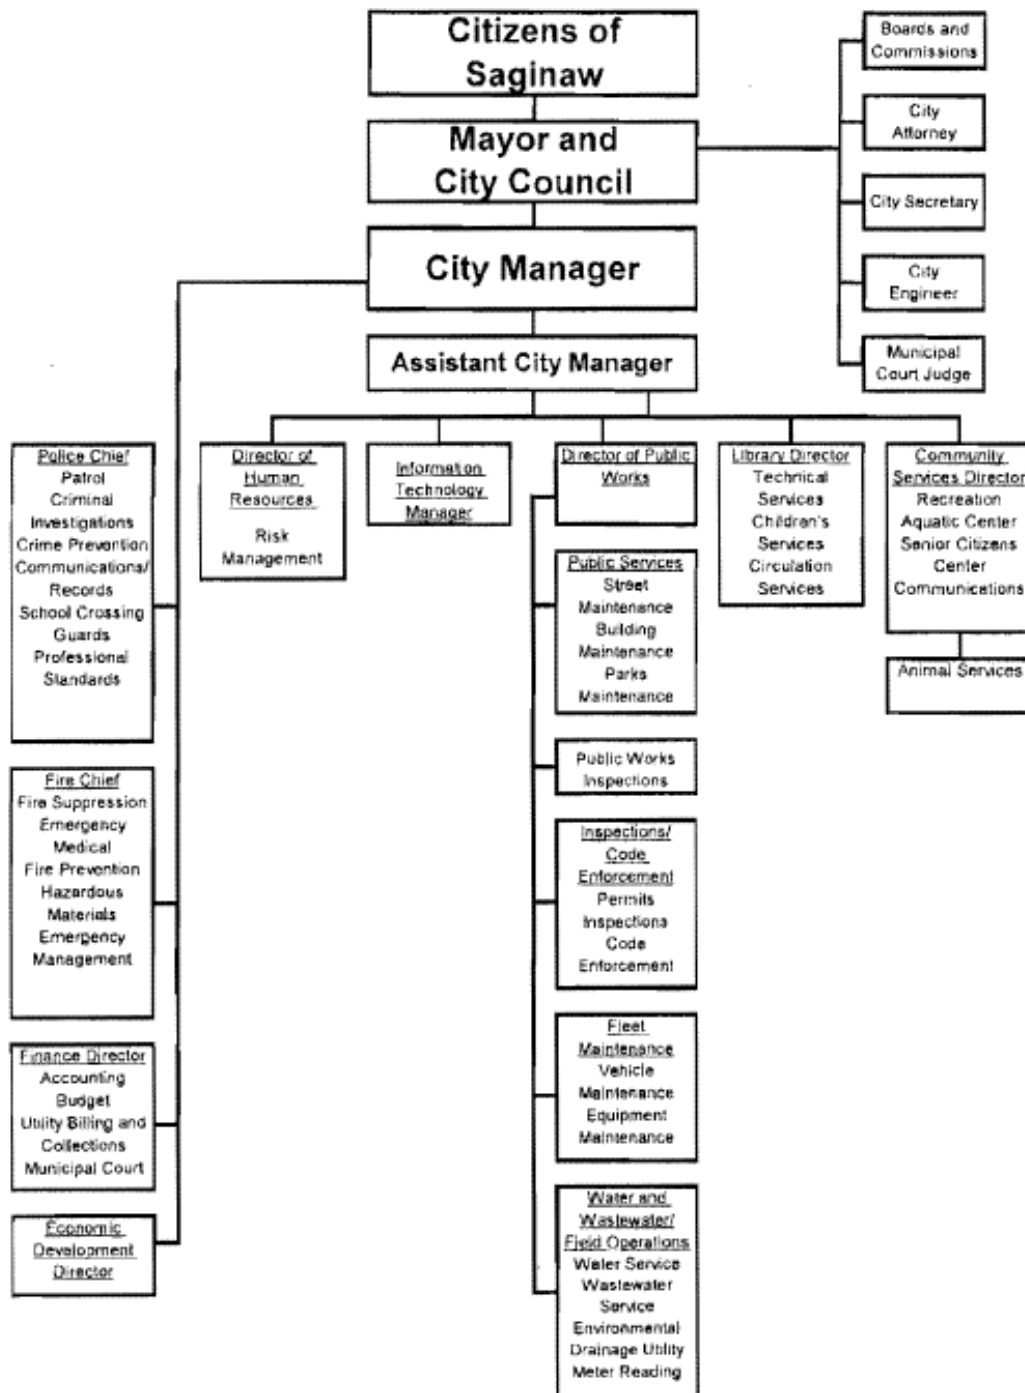 Citizens of
Saginaw
Mayor and
City Council
City Manager
Assistant City Manager
Boards and
Commissions
City
Attorney
City Secretary
City
Engineer
Municipal
Court Judge
Police Chief
Patrol
Criminal
Investigations
Crime Prevention
Communications/
Records
School Crossing
Guards
Professional
Standards
Fire Chief
Fire Suppression
Emergency
Medical
Fire Prevention
Hazardous
Materials
Emergency
Management
Finance Director
Accounting
Budget
Utility Billing and
Collections
Municipal Court
Economic
Development
Director
Director of
Human
Resources
Risk
Management
Information
Technology
Manager
Director of Public
Works
Public Services
Street
Maintenance
Building
Maintenance
Parks
Maintenance
Public Works
Inspections
Inspections/
Code
Enforcement
Permits
Inspections
Code
Enforcement
Fleet
Maintenance
Vehicle
Maintenance
Equipment
Maintenance
Water and
Wastewater/
Field Operations
Water Service
Wastewater
Service
Environmental
Drainage Utility
Meter Reading
Library Director
Technical
Services
Children's
Services
Circulation
Services
Community
Services Director
Recreation
Aquatic Center
Senior Citizens
Center
Communications
Animal Services